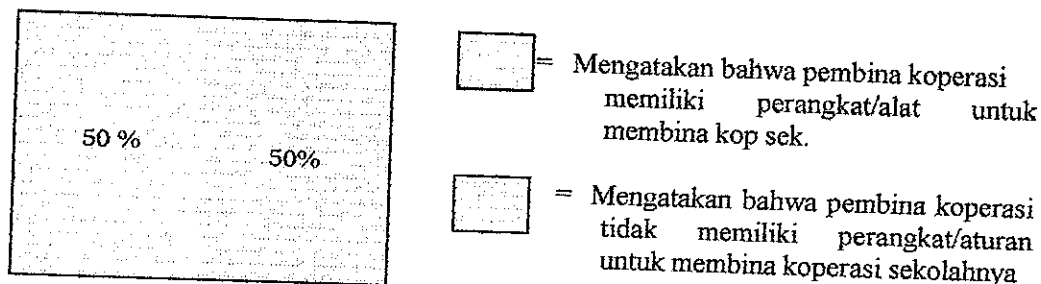 50 %
50%
= Mengatakan bahwa pembina koperasi
memiliki perangkat/alat untuk
membina kop sek.
= Mengatakan bahwa pembina koperasi
tidak memiliki perangkat/aturan
untuk membina koperasi sekolahnya